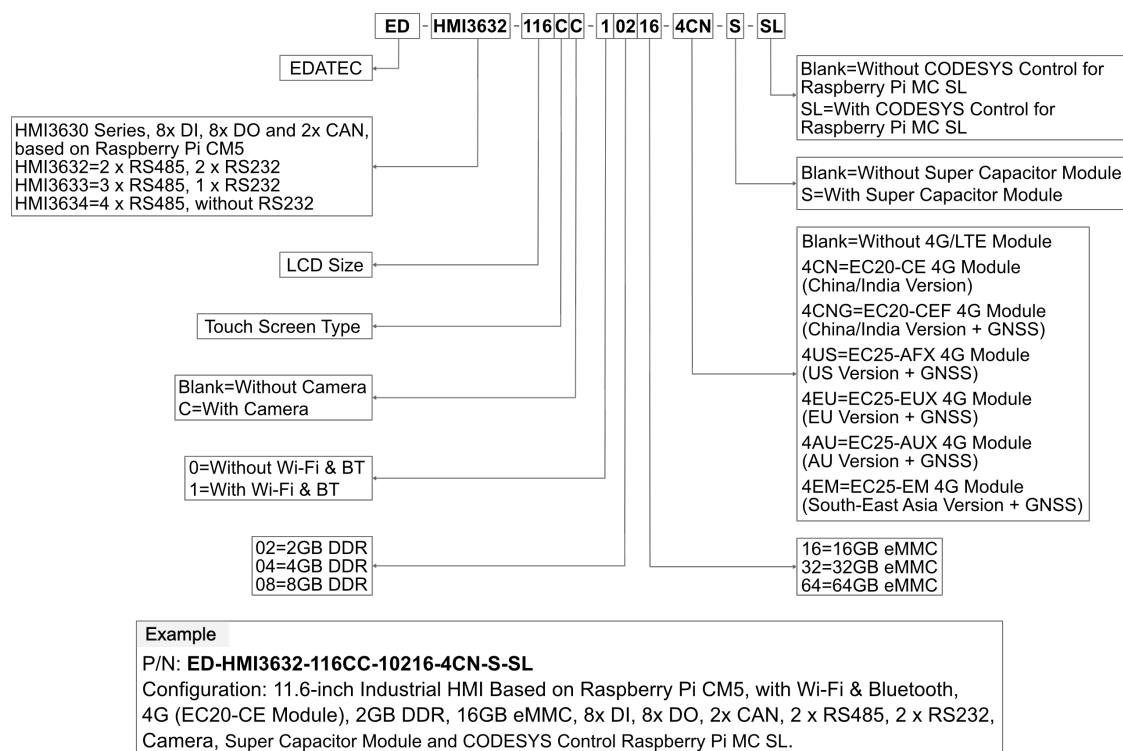 ED-HMI3632-116CC-10216-4CN-S-SL
EDATEC
HMI3630 Series, 8x DI, 8x DO and 2x CAN,
based on Raspberry Pi CM5
HMI3632=2 x RS485, 2 x RS232
HMI3633=3 x RS485, 1 x RS232
HMI3634=4 x RS485, without RS232
LCD Size
Touch Screen Type
Blank=Without Camera
C=With Camera
0=Without Wi-Fi & BT
1=With Wi-Fi & BT
02=2GB DDR
04=4GB DDR
08=8GB DDR
Blank=Without CODESYS Control for
Raspberry Pi MC SL
SL=With CODESYS Control for
Raspberry Pi MC SL
Blank=Without Super Capacitor Module
S=With Super Capacitor Module
Blank=Without 4G/LTE Module
4CN=EC20-CE 4G Module
(China/India Version)
4CNG=EC20-CEF 4G Module
(China/India Version + GNSS)
4US=EC25-AFX 4G Module
(US Version + GNSS)
4EU=EC25-EUX 4G Module
(EU Version + GNSS)
4AU=EC25-AUX 4G Module
(AU Version + GNSS)
4EM=EC25-EM 4G Module
(South-East Asia Version + GNSS)
16=16GB eMMC
32=32GB eMMC
64=64GB eMMC
Example
P/N: ED-HMI3632-116CC-10216-4CN-S-SL
Configuration: 11.6-inch Industrial HMI Based on Raspberry Pi CM5, with Wi-Fi & Bluetooth,
4G (EC20-CE Module), 2GB DDR, 16GB eMMC, 8x DI, 8x DO, 2x CAN, 2 x RS485, 2 x RS232,
Camera, Super Capacitor Module and CODESYS Control Raspberry Pi MC SL.